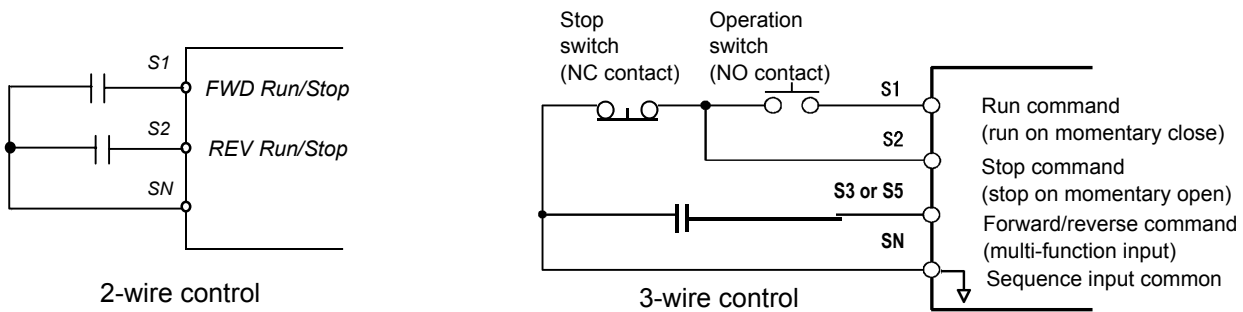 S1
FWD Run/Stop
S2
REV Run/Stop
SN
2-wire control
Stop
switch
(NC contact)
Operation
switch
(NO contact)
S1
Run command
(run on momentary close)
S2
Stop command
(stop on momentary open)
S3 or S5
Forward/reverse command
(multi-function input)
SN
Sequence input common
3-wire control